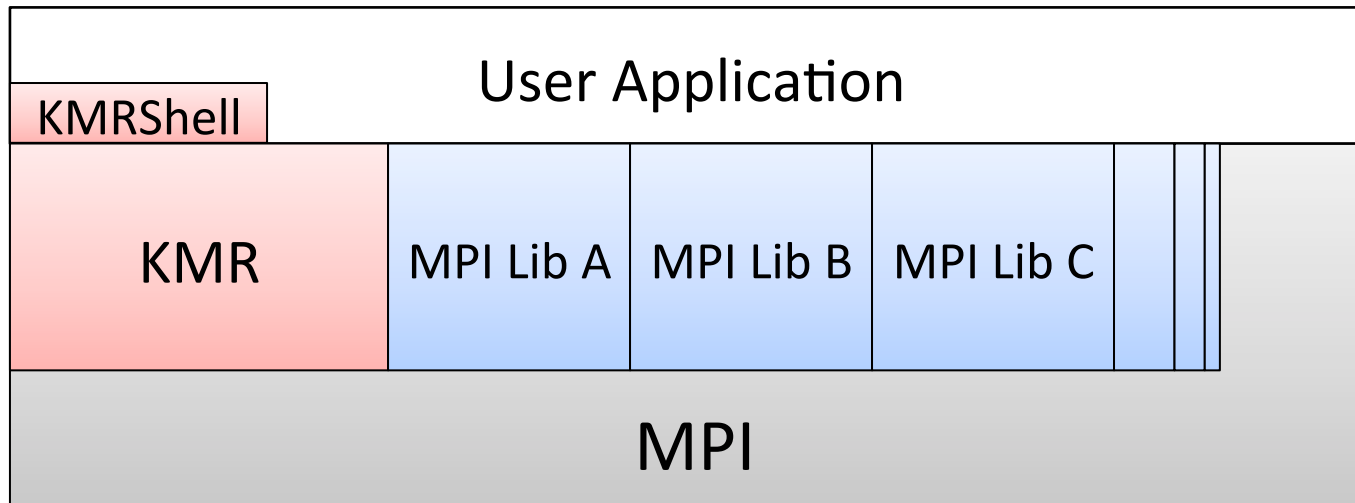 User Application
KMRShell
KMR
MPI Lib A
MPI Lib B
MPI Lib C
MPI